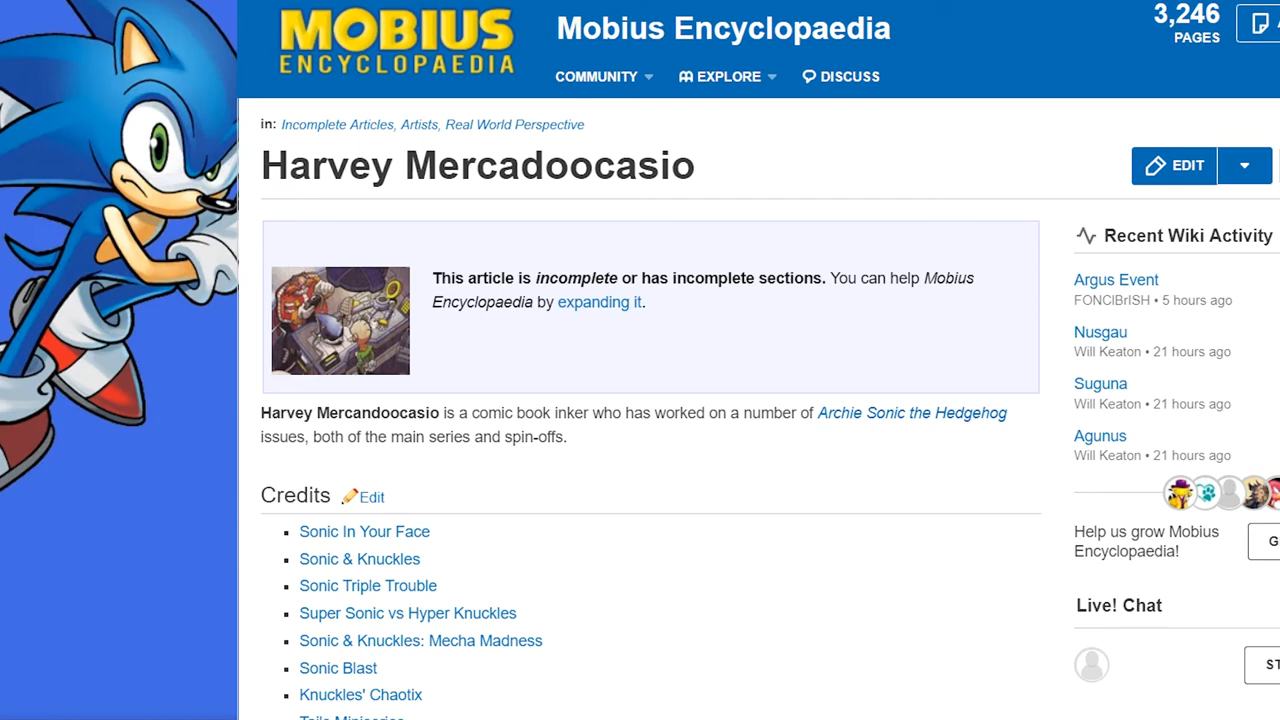 MOBIUS
ENCYCLOPAEDIA
Mobius Encyclopaedia
3,246
PAGES
COMMUNITY
EXPLORE
DISCUSS
in: Incomplete Articles, Artists, Real World Perspective
Harvey Mercadoocasio
EDIT
This article is incomplete or has incomplete sections. You can help Mobius
Encyclopaedia by expanding it.
Harvey Mercandoocasio is a comic book inker who has worked on a number of Archie Sonic the Hedgehog
issues, both of the main series and spin-offs.
Credits Edit
Sonic In Your Face
Sonic & Knuckles
Sonic Triple Trouble
Super Sonic vs Hyper Knuckles
Sonic & Knuckles: Mecha Madness
Sonic Blast
Knuckles' Chaotix
Recent Wiki Activity
Argus Event
FONCIBrISH • 5 hours ago
Nusgau
Will Keaton • 21 hours ago
Suguna
Will Keaton • 21 hours ago
Agunus
Will Keaton • 21 hours ago
Help us grow Mobius
Encyclopaedia!
G
Live! Chat
ST